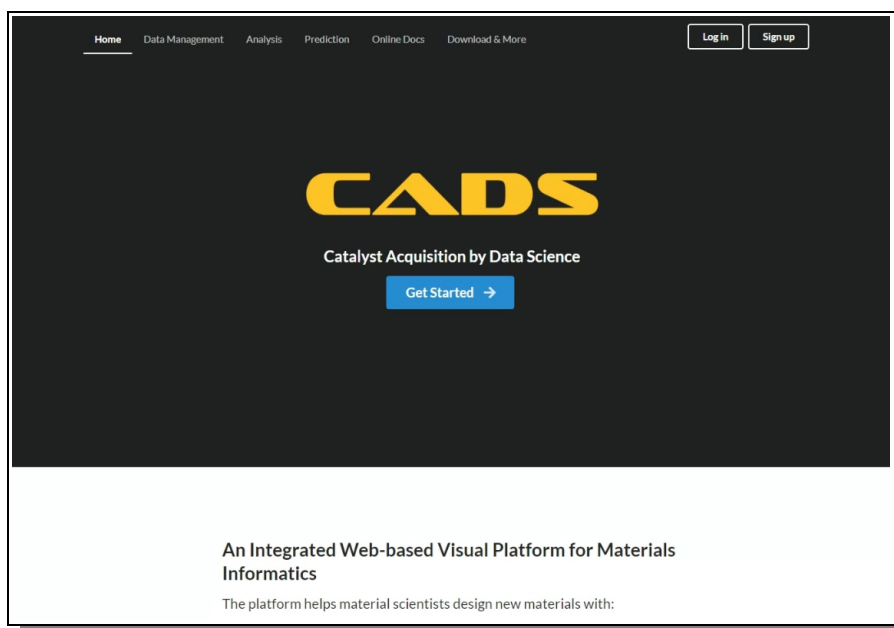 Home Data Management Analysis Prediction Online Docs Download & More Log in Sign up
CADS
Catalyst Acquisition by Data Science
Get Started →
An Integrated Web-based Visual Platform for Materials
Informatics
The platform helps material scientists design new materials with: